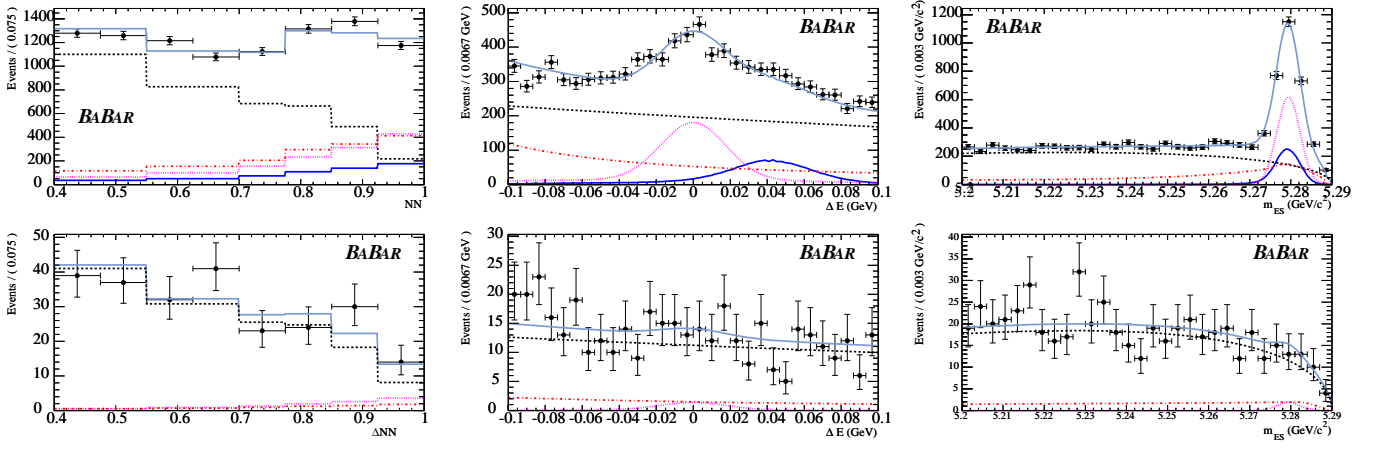 Events / ( 0.075 )
1400
1200
1000
800
600
400
200
0
BABAR
0.4 0.5 0.6 0.7 0.8 0.9 1
NN
Events / ( 0.0067 GeV )
500
400
300
200
100
0
BABAR
-0.1 -0.08 -0.06 -0.04 -0.02 0 0.02 0.04 0.06 0.08 0.1
Δ E (GeV)
Events / ( 0.003 GeV/c²)
1200
1000
800
600
400
200
0
BABAR
5.2 5.21 5.22 5.23 5.24 5.25 5.26 5.27 5.28 5.29
m_ES (GeV/c²)
Events / ( 0.075 )
50
40
30
20
10
0
BABAR
0.4 0.5 0.6 0.7 0.8 0.9 1
ΔNN
Events / ( 0.0067 GeV )
30
25
20
15
10
5
0
BABAR
-0.1 -0.08 -0.06 -0.04 -0.02 0 0.02 0.04 0.06 0.08 0.1
Δ E (GeV)
Events / ( 0.003 GeV/c²)
40
35
30
25
20
15
10
5
0
BABAR
5.2 5.21 5.22 5.23 5.24 5.25 5.26 5.27 5.28 5.29
m_ES (GeV/c²)